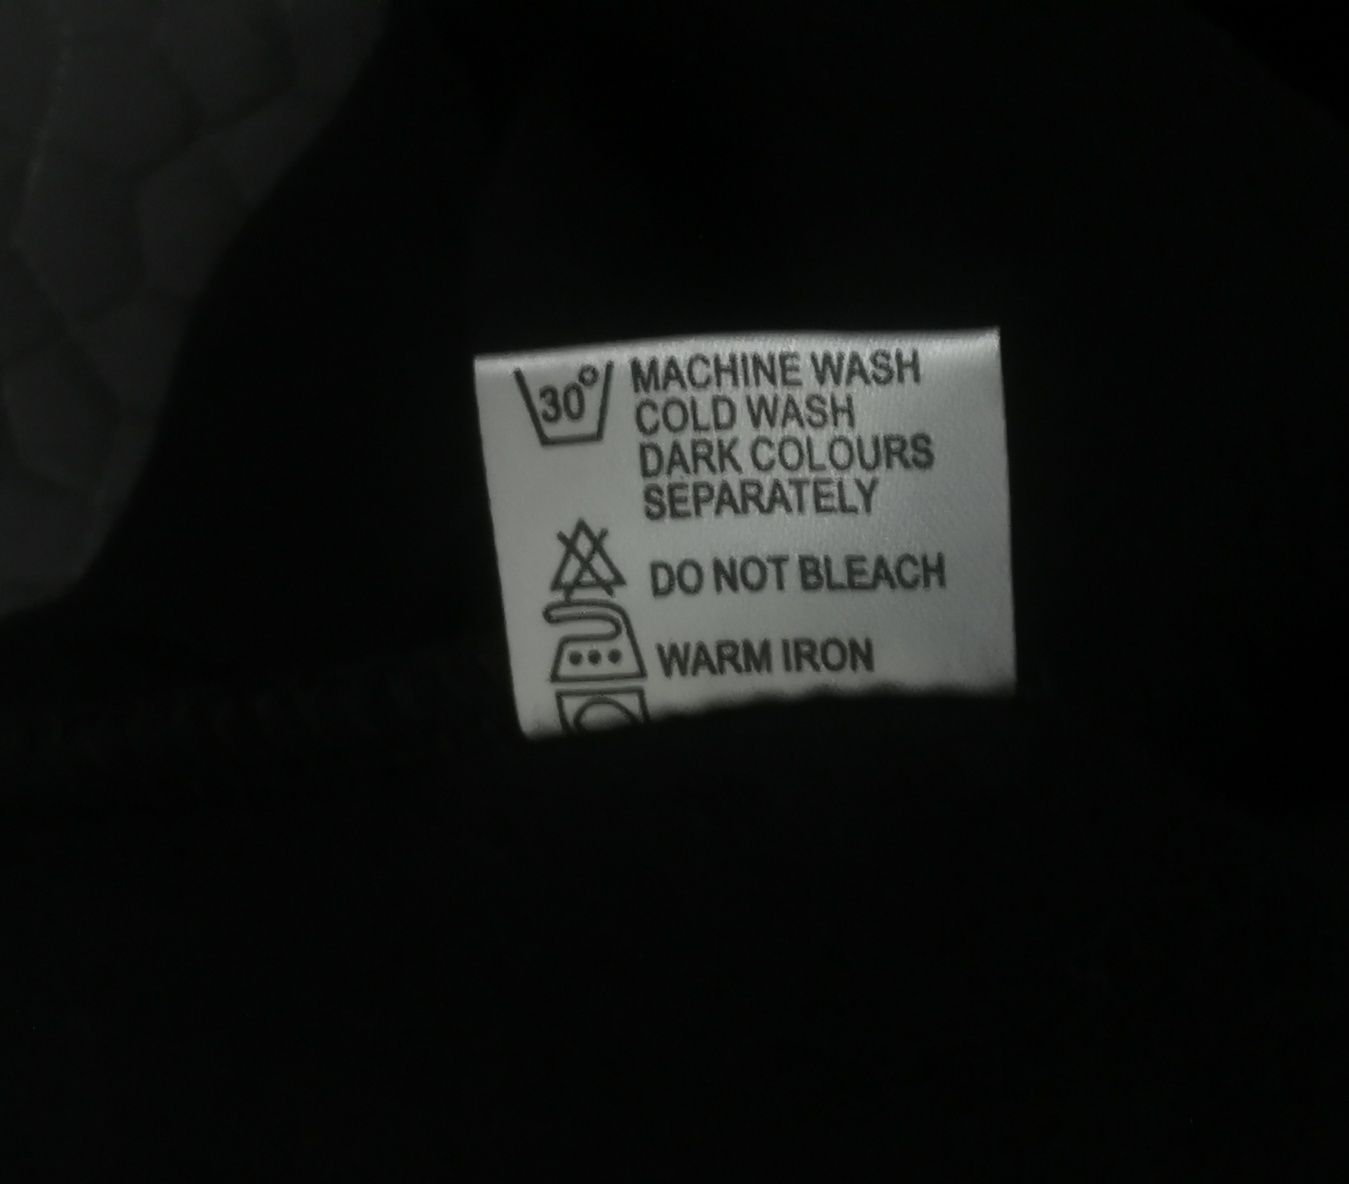 30° MACHINE WASH
COLD WASH
DARK COLOURS
SEPARATELY
DO NOT BLEACH
WARM IRON